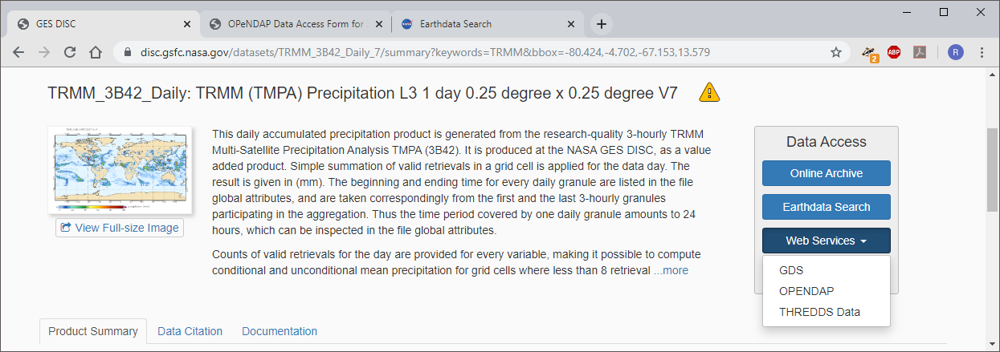 GES DISC
OPeNDAP Data Access Form for
Earthdata Search
disc.gsfc.nasa.gov/datasets/TRMM_3B42_Daily_7/summary?keywords=TRMM&bbox=-80.424,-4.702,-67.153,13.579
2
ABP
R
TRMM_3B42_Daily: TRMM (TMPA) Precipitation L3 1 day 0.25 degree x 0.25 degree V7
This daily accumulated precipitation product is generated from the research-quality 3-hourly TRMM
Multi-Satellite Precipitation Analysis TMPA (3B42). It is produced at the NASA GES DISC, as a value
added product. Simple summation of valid retrievals in a grid cell is applied for the data day. The
result is given in (mm). The beginning and ending time for every daily granule are listed in the file
global attributes, and are taken correspondingly from the first and the last 3-hourly granules
participating in the aggregation. Thus the time period covered by one daily granule amounts to 24
hours, which can be inspected in the file global attributes.
Counts of valid retrievals for the day are provided for every variable, making it possible to compute
conditional and unconditional mean precipitation for grid cells where less than 8 retrieval ...more
View Full-size Image
Data Access
Online Archive
Earthdata Search
Web Services
GDS
OPENDAP
THREDDS Data
Product Summary
Data Citation
Documentation